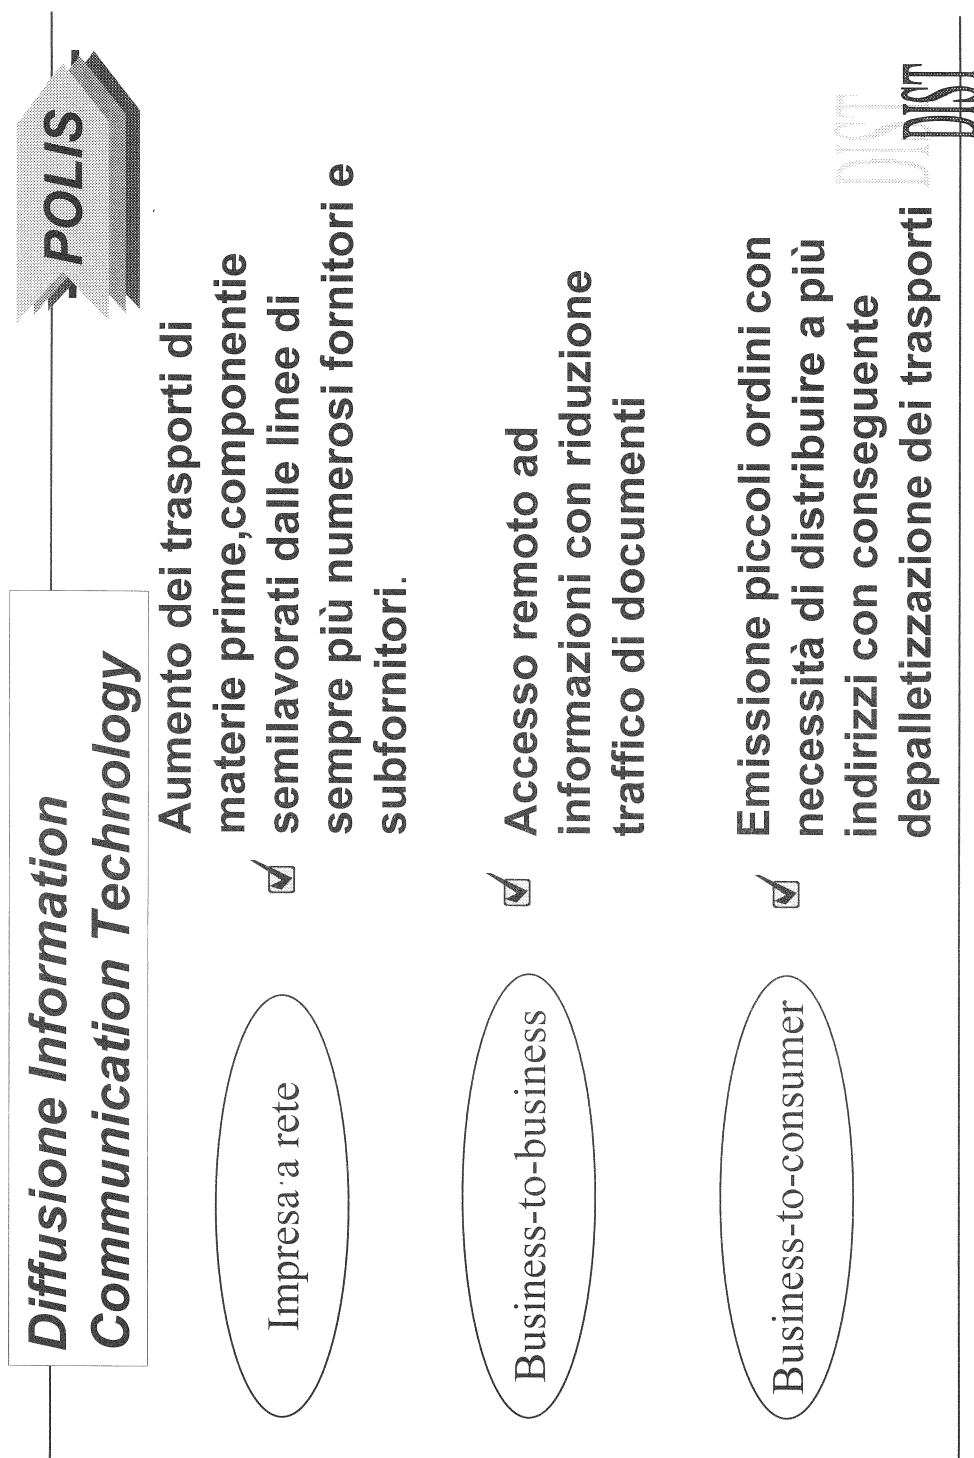 Diffusione Information
Communication Technology
POLIS
Impresa a rete
Aumento dei trasporti di
materie prime,componentie
semilavorati dalle linee di
sempre più numerosi fornitori e
subfornitori.
Business-to-business
Accesso remoto ad
informazioni con riduzione
traffico di documenti
Business-to-consumer
Emissione piccoli ordini con
necessità di distribuire a più
indirizzi con conseguente
depalletizzazione dei trasporti
DIST